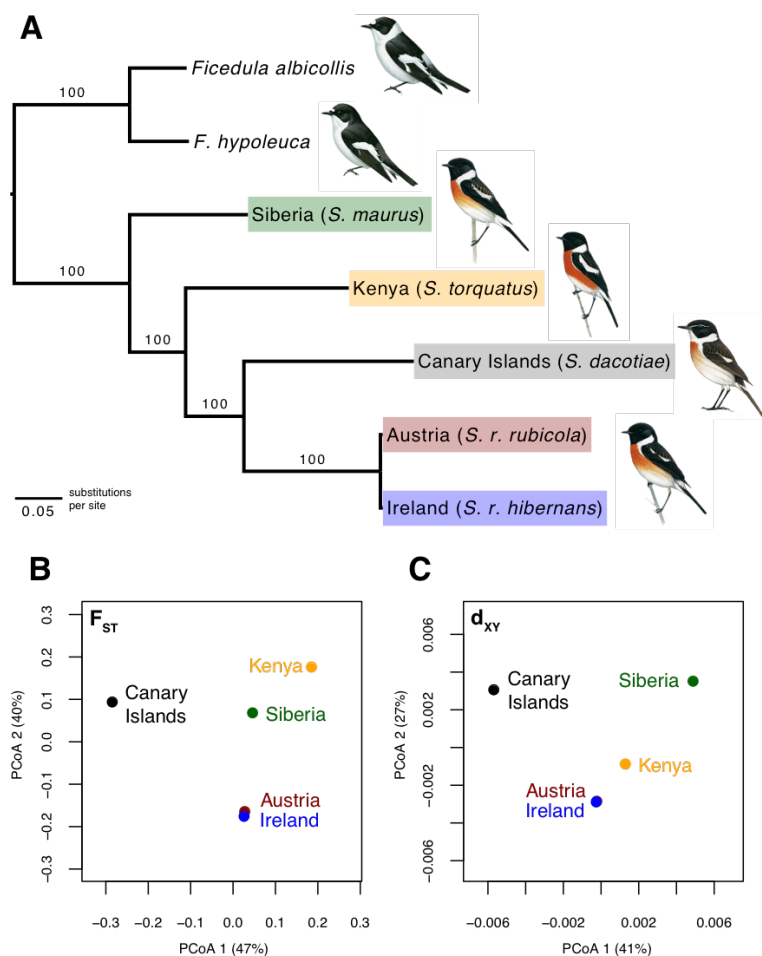 A
Ficedula albicollis
100
F. hypoleuca
Siberia (S. maurus)
100
Kenya (S. torquatus)
100
Canary Islands (S. dacotiae)
100
Austria (S. r. rubicola)
100
Ireland (S. r. hibernans)
substitutions
per site
0.05
B
FST
Kenya
Canary
Islands
Siberia
Austria
Ireland
0.3
0.2
0.1
0.0
−0.1
−0.2
−0.3
PCoA 2 (40%)
−0.3
−0.1
0.0
0.1
0.2
0.3
PCoA 1 (47%)
C
dXY
Siberia
Canary
Islands
Kenya
Austria
Ireland
0.006
0.002
−0.002
−0.006
PCoA 2 (27%)
−0.006
−0.002
0.002
0.006
PCoA 1 (41%)